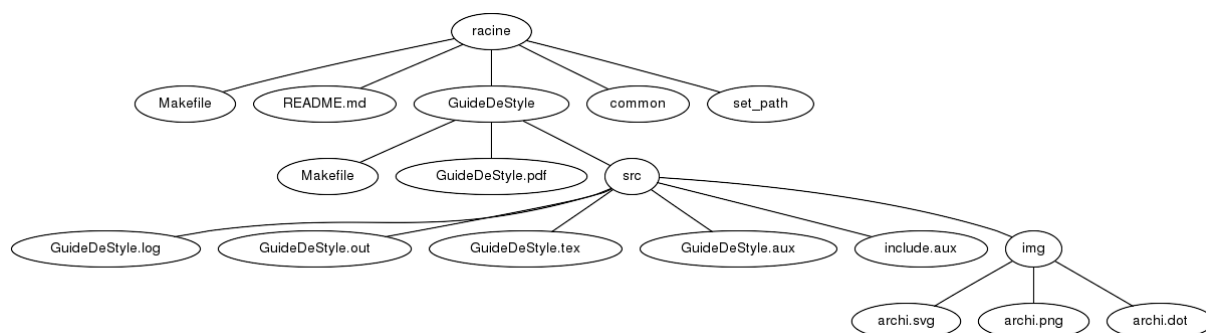 racine
Makefile README.md GuideDeStyle common set_path
Makefile GuideDeStyle.pdf src
GuideDeStyle.log GuideDeStyle.out GuideDeStyle.tex GuideDeStyle.aux include.aux img
archi.svg archi.png archi.dot